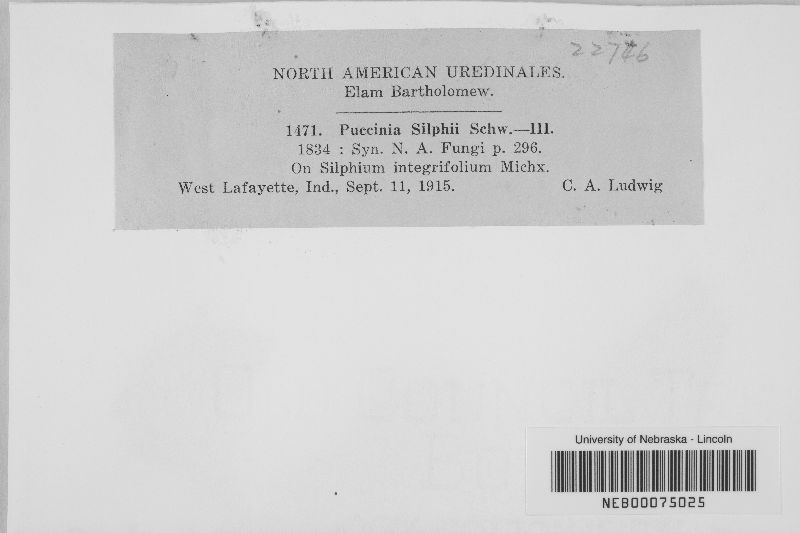 22746
NORTH AMERICAN UREDINALES.
Elam Bartholomew.
1471. Puccinia Silphii Schw.—III.
1834 : Syn. N. A. Fungi p. 296.
On Silphium integrifolium Michx.
West Lafayette, Ind., Sept. 11, 1915. C. A. Ludwig
University of Nebraska - Lincoln
NEB00075025